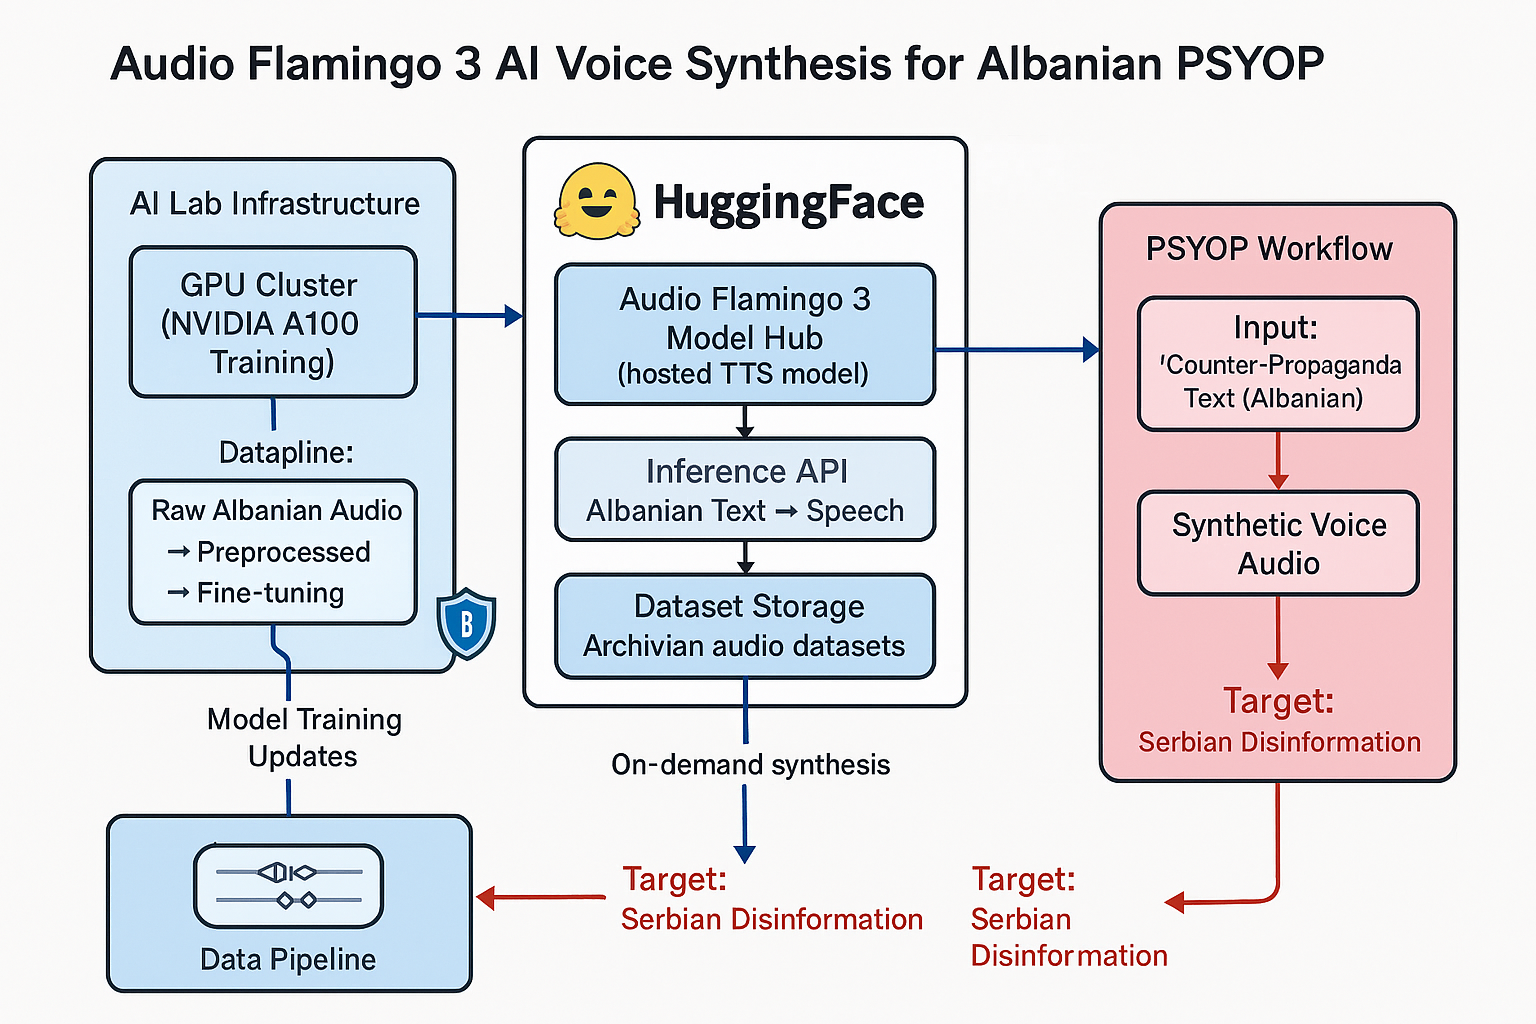 Audio Flamingo 3 AI Voice Synthesis for Albanian PSYOP
AI Lab Infrastructure
GPU Cluster
(NVIDIA A100
Training)
Datapline:
Raw Albanian Audio
→ Preprocessed
→ Fine-tuning
B
Model Training
Updates
Data Pipeline
HuggingFace
Audio Flamingo 3
Model Hub
(hosted TTS model)
Inference API
Albanian Text → Speech
Dataset Storage
Archivian audio datasets
On-demand synthesis
Target:
Serbian Disinformation
PSYOP Workflow
Input:
'Counter-Propaganda
Text (Albanian)
Synthetic Voice
Audio
Target:
Serbian Disinformation
Target:
Serbian
Disinformation